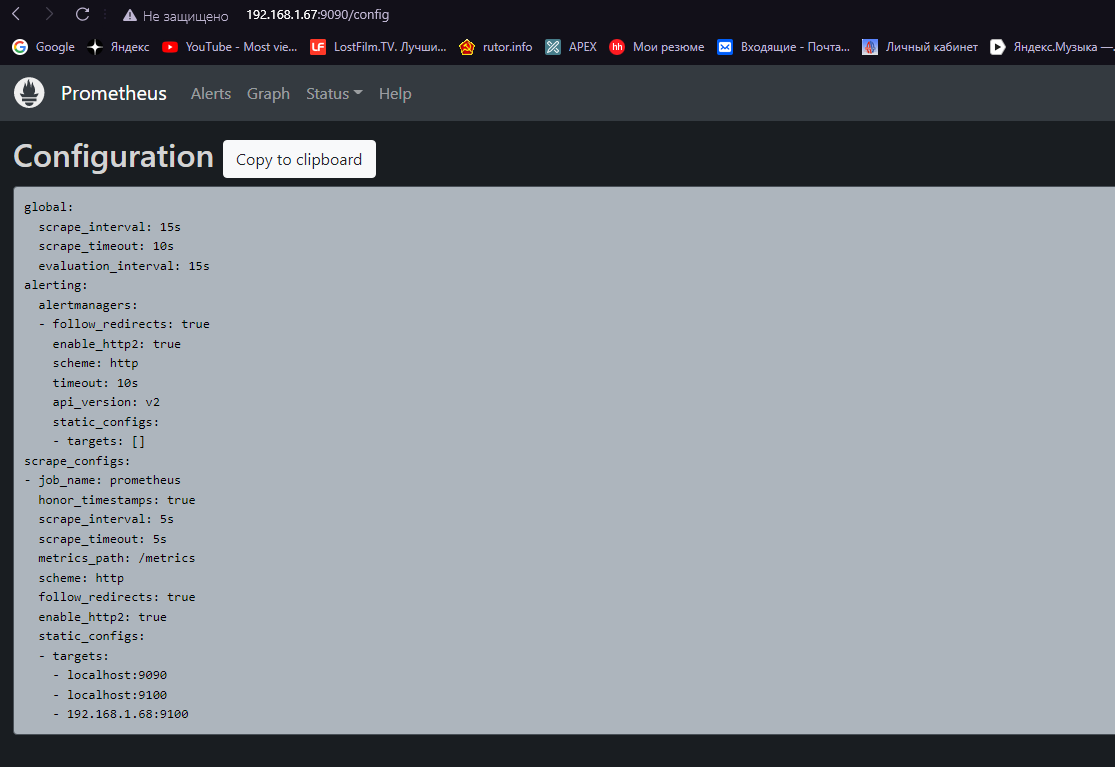 Не защищено 192.168.1.67:9090/config
Google Яндекс YouTube - Most vie... LostFilm.TV. Лучши... rutor.info hh Мои резюме APEX Входящие - Почта... Личный кабинет Яндекс.Музыка —
Prometheus Alerts Graph Status Help
Configuration Copy to clipboard
global:
  scrape_interval: 15s
  scrape_timeout: 10s
  evaluation_interval: 15s
alerting:
  alertmanagers:
  - follow_redirects: true
    enable_http2: true
    scheme: http
    timeout: 10s
    api_version: v2
    static_configs:
    - targets: []
scrape_configs:
- job_name: prometheus
  honor_timestamps: true
  scrape_interval: 5s
  scrape_timeout: 5s
  metrics_path: /metrics
  scheme: http
  follow_redirects: true
  enable_http2: true
  static_configs:
  - targets:
    - localhost:9090
    - localhost:9100
    - 192.168.1.68:9100